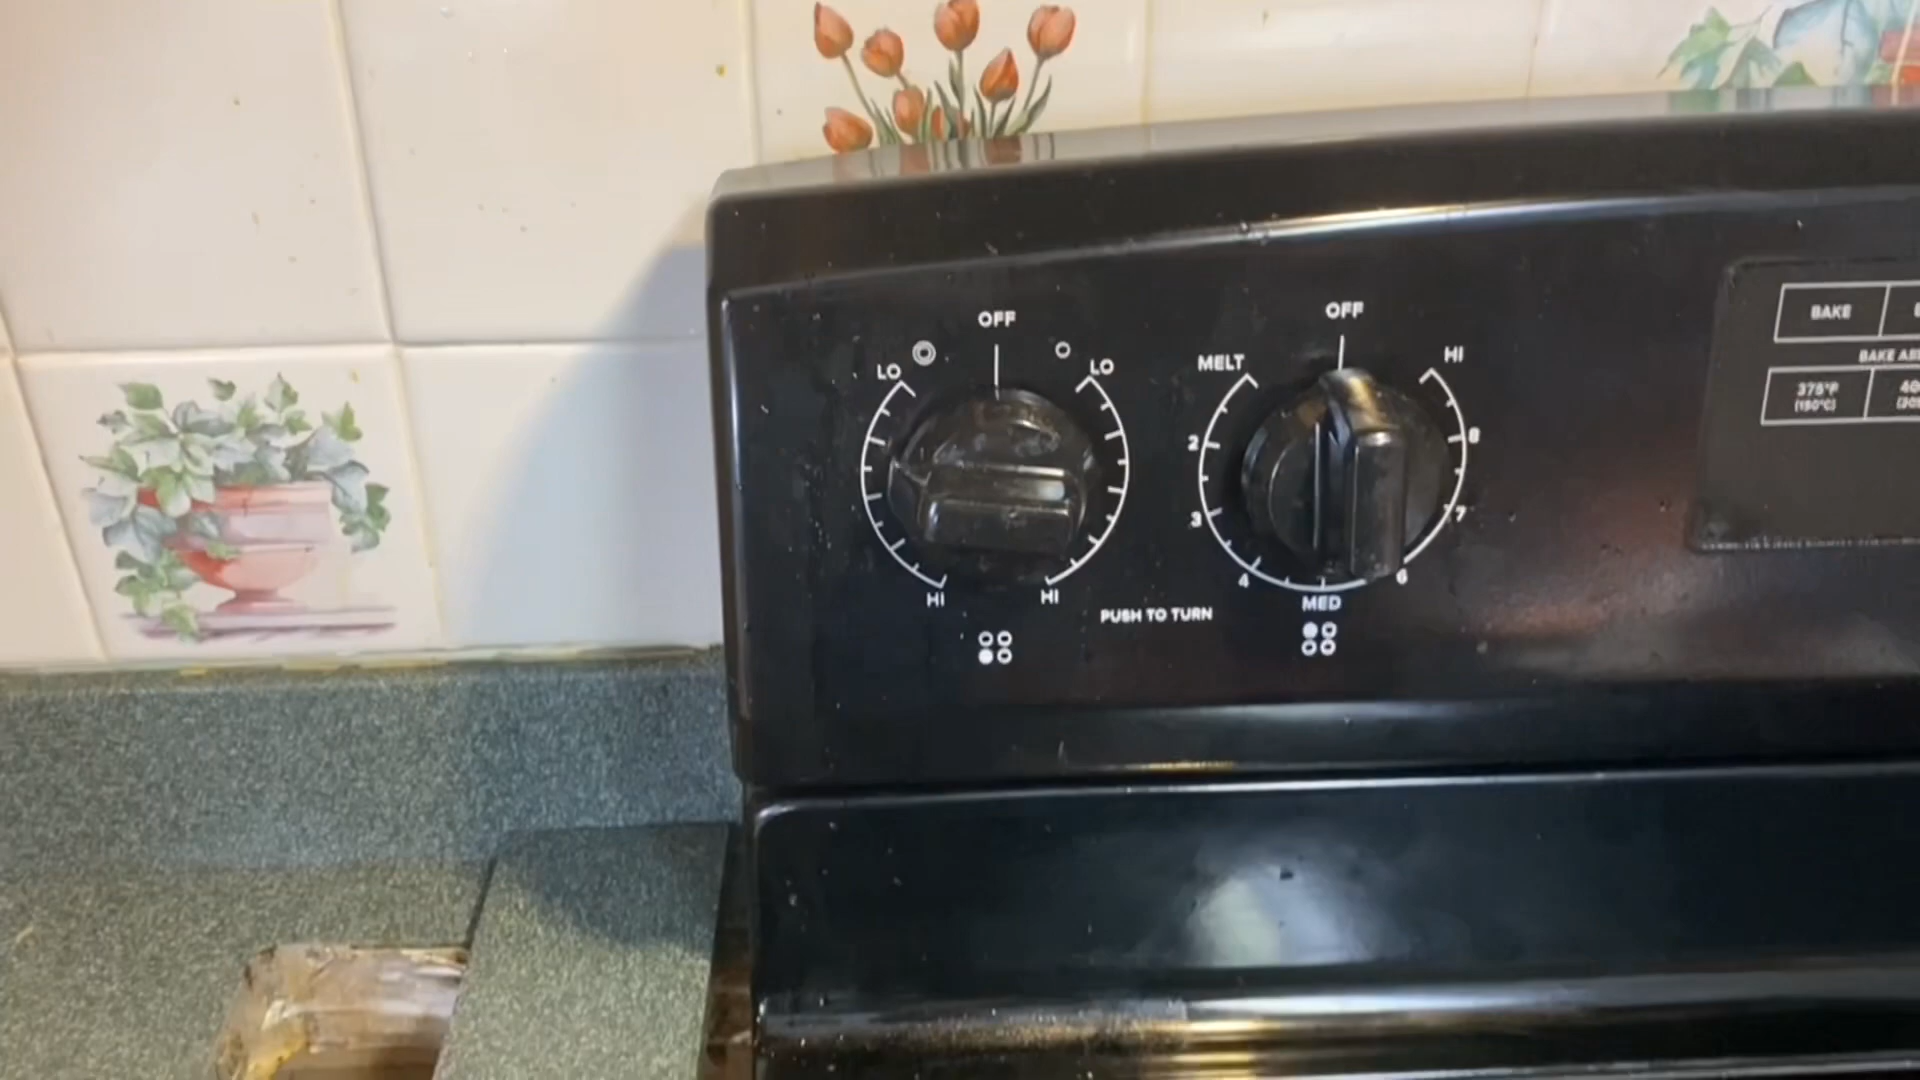 OFF
LO
LO
HI
HI
PUSH TO TURN
OFF
MELT
HI
2
8
3
7
4
6
MED
BAKE
375°F
(190°C)